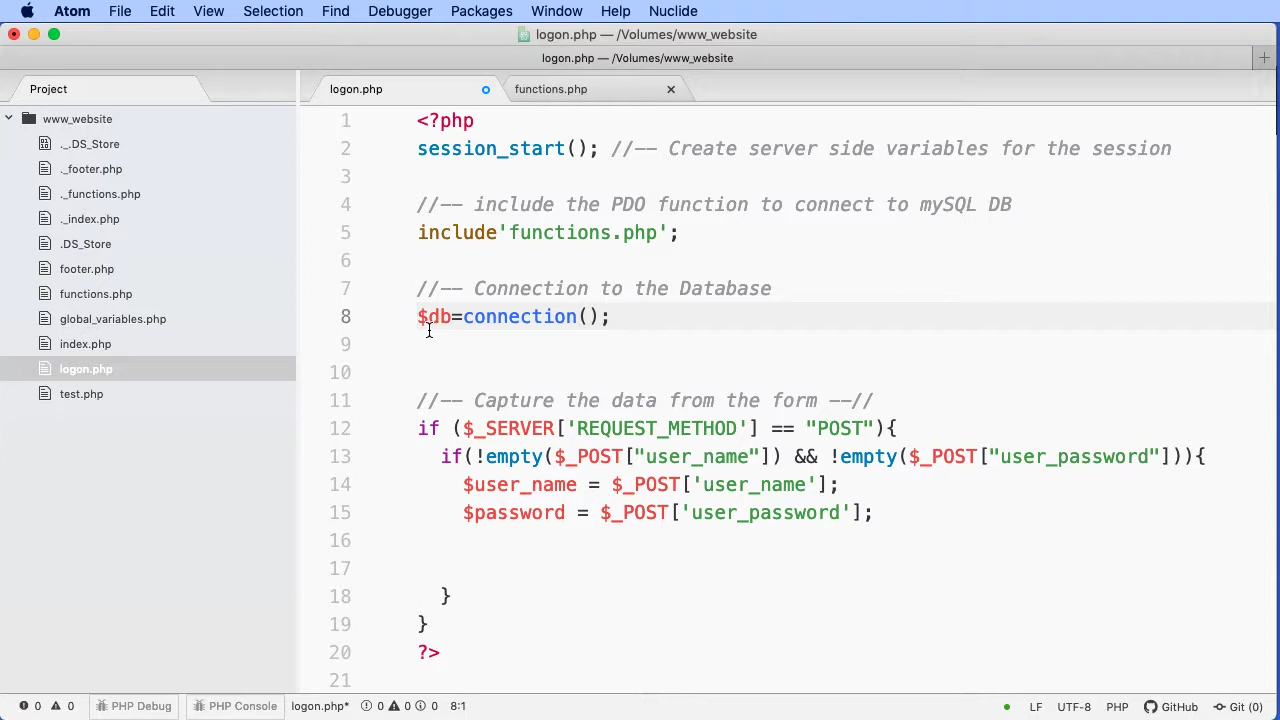 Atom File Edit View Selection Find Debugger Packages Window Help Nuclide
logon.php — /Volumes/www_website
logon.php — /Volumes/www_website
Project
logon.php
functions.php
www_website
._.DS_Store
._footer.php
._functions.php
._index.php
.DS_Store
footer.php
functions.php
global_variables.php
index.php
logon.php
test.php
1 <?php
2 session_start(); //-- Create server side variables for the session
3
4 //-- include the PDO function to connect to mySQL DB
5 include'functions.php';
6
7 //-- Connection to the Database
8 $db=connection();
9
10
11 //-- Capture the data from the form --//
12 if ($_SERVER['REQUEST_METHOD'] == "POST"){
13 if(!empty($_POST["user_name"]) && !empty($_POST["user_password"])){
14 $user_name = $_POST['user_name'];
15 $password = $_POST['user_password'];
16
17
18 }
19 }
20 ?>
21
0 0 PHP Debug PHP Console logon.php* 0 0 0 8:1 LF UTF-8 PHP GitHub Git (0)